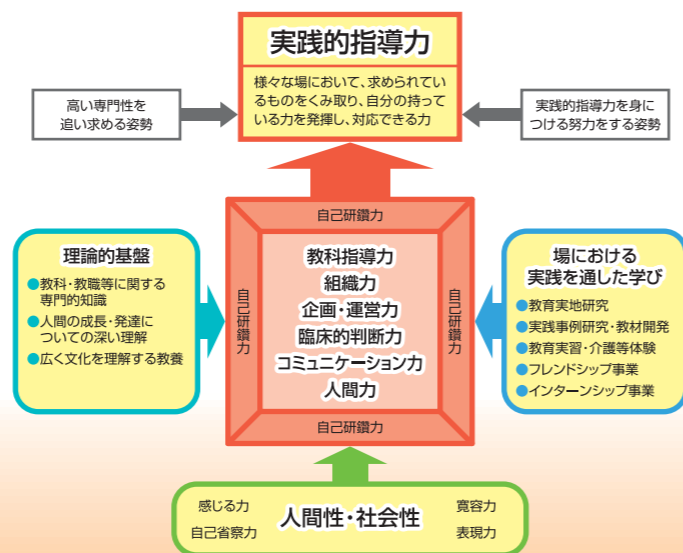 実践的指導力
様々な場において、求められてい
るものをくみ取り、自分の持って
いる力を発揮し、対応できる力
高い専門性を
追い求める姿勢
実践的指導力を身に
つける努力をする姿勢
自己研鑽力
理論的基盤
●教科・教職等に関する
専門的知識
●人間の成長・発達に
ついての深い理解
●広く文化を理解する教養
自己研鑽力
教科指導力
組織力
企画・運営力
臨床的判断力
コミュニケーション力
人間力
自己研鑽力
場における
実践を通した学び
●教育実地研究
●実践事例研究・教材開発
●教育実習・介護等体験
●フレンドシップ事業
●インターンシップ事業
自己研鑽力
感じる力
自己省察力
人間性・社会性
寛容力
表現力